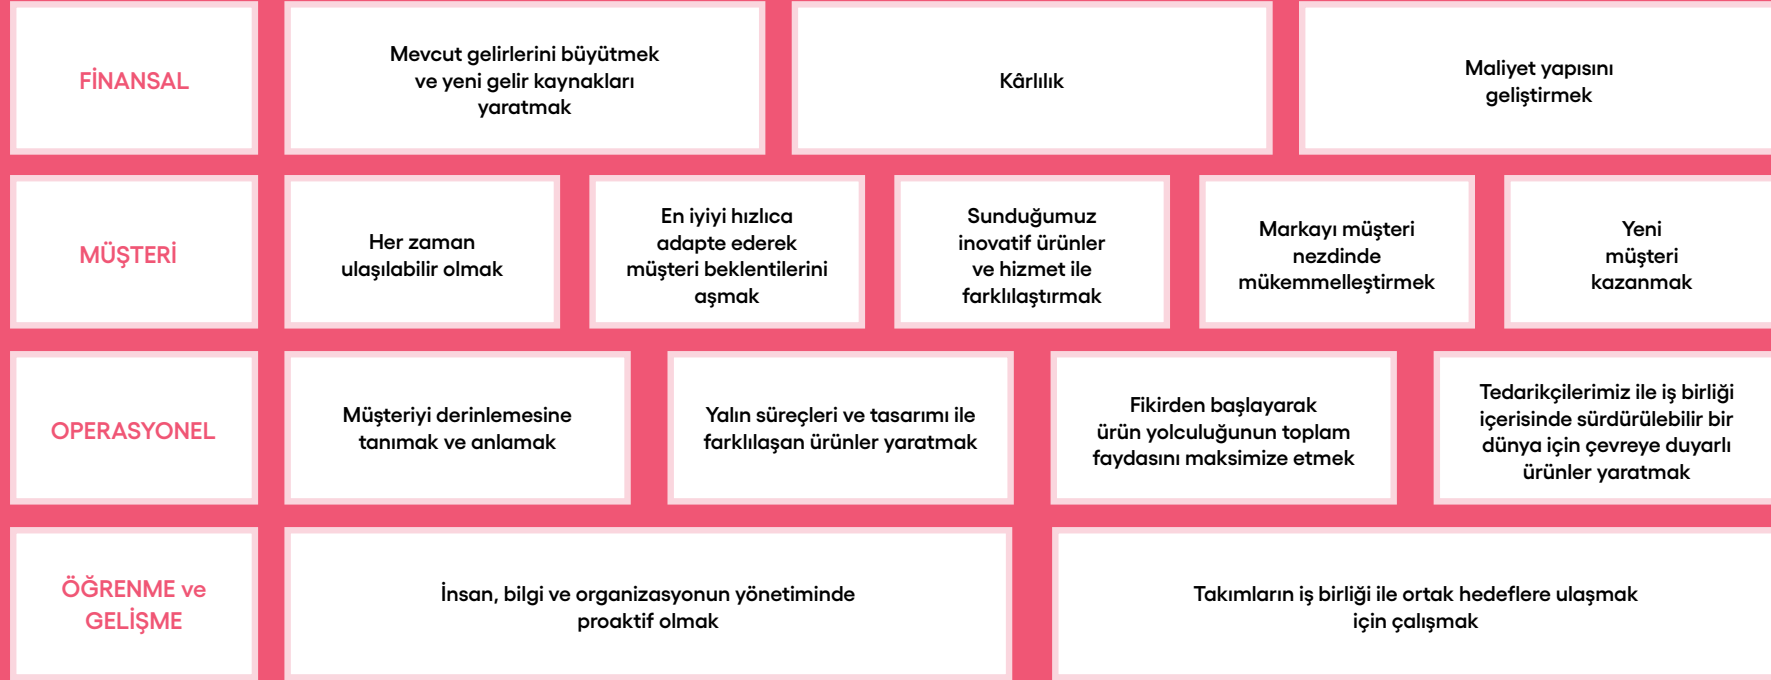 FİNANSAL
Mevcut gelirlerini büyütmek
ve yeni gelir kaynakları
yaratmak
Kârlılık
Maliyet yapısını
geliştirmek
MÜŞTERİ
Her zaman
ulaşılabilir olmak
En iyiyi hızlıca
adapte ederek
müşteri beklentilerini
aşmak
Sunduğumuz
inovatif ürünler
ve hizmet ile
farklılaştırmak
Markayı müşteri
nezdinde
mükemmelleştirmek
Yeni
müşteri
kazanmak
OPERASYONEL
Müşteriyi derinlemesine
tanımak ve anlamak
Yalın süreçleri ve tasarımı ile
farklılaşan ürünler yaratmak
Fikirden başlayarak
ürün yolculuğunun toplam
faydasını maksimize etmek
Tedarikçilerimiz ile iş birliği
içerisinde sürdürülebilir bir
dünya için çevreye duyarlı
ürünler yaratmak
ÖĞRENME ve
GELİŞME
İnsan, bilgi ve organizasyonun yönetiminde
proaktif olmak
Takımların iş birliği ile ortak hedeflere ulaşmak
için çalışmak